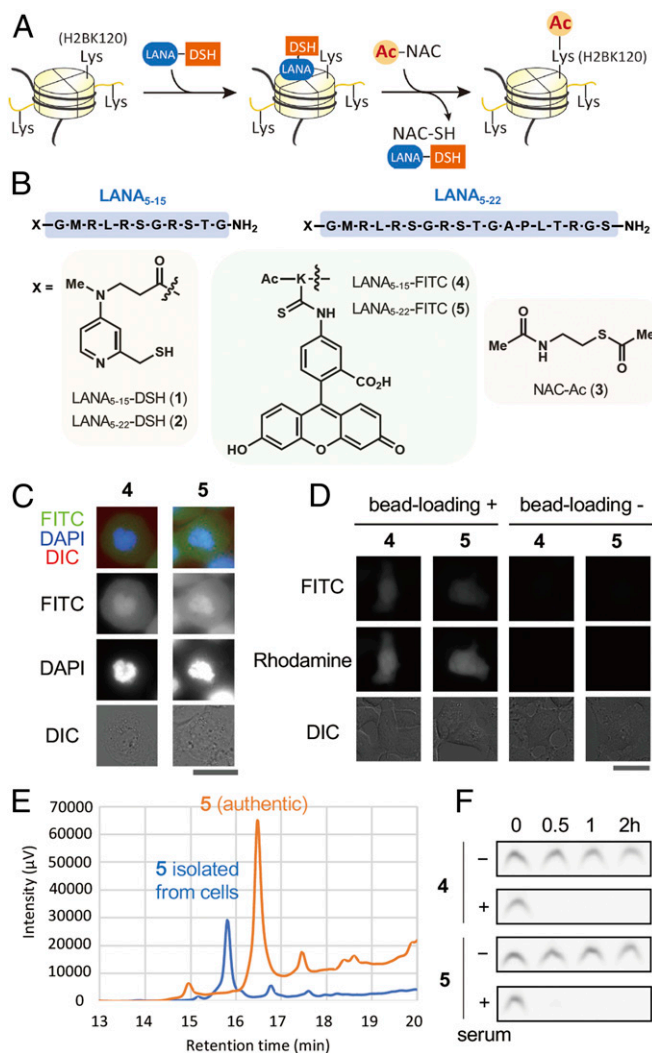 A
(H2BK120)
Lys
Lys
Lys
LANA
DSH
DSH
LANA
Ac
-NAC
NAC-SH
LANA
DSH
Ac
Lys (H2BK120)
Lys
Lys
B
LANA5-15
LANA5-22
X-G-M-R-L-R-S-G-R-S-T-G-NH2
X-G-M-R-L-R-S-G-R-S-T-G-A-P-L-T-R-G-S-NH2
X =
Me
N
O
N
SH
LANA5-15-DSH (1)
LANA5-22-DSH (2)
Ac
K
S
NH
CO2H
HO
O
O
LANA5-15-FITC (4)
LANA5-22-FITC (5)
O
Me
N
H
S
O
Me
NAC-Ac (3)
C
4 5
FITC
DAPI
DIC
FITC
DAPI
DIC
D
bead-loading + bead-loading -
4 5 4 5
FITC
Rhodamine
DIC
E
5 (authentic)
5 isolated
from cells
Intensity (µV)
70000
60000
50000
40000
30000
20000
10000
0
13 14 15 16 17 18 19 20
Retention time (min)
F
0 0.5 1 2h
4
−
+
5
−
+
serum